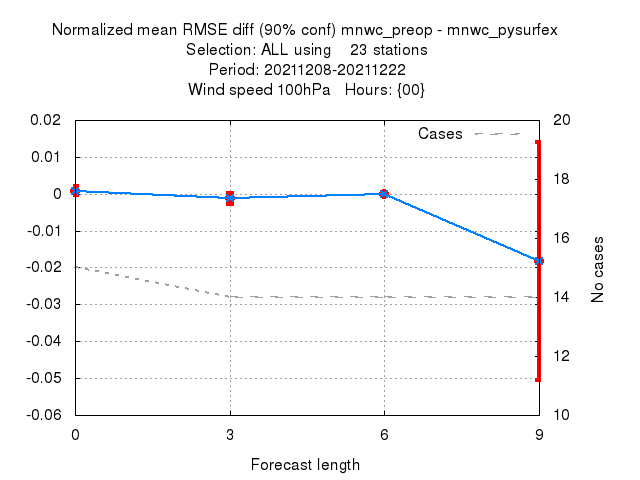 Normalized mean RMSE diff (90% conf) mnwc_preop - mnwc_pysurfex
Selection: ALL using    23 stations
Period: 20211208-20211222
Wind speed 100hPa   Hours: {00}
Cases
0.02
0.01
0
-0.01
-0.02
-0.03
-0.04
-0.05
-0.06
20
18
16
14
12
10
No cases
0 3 6 9
Forecast length